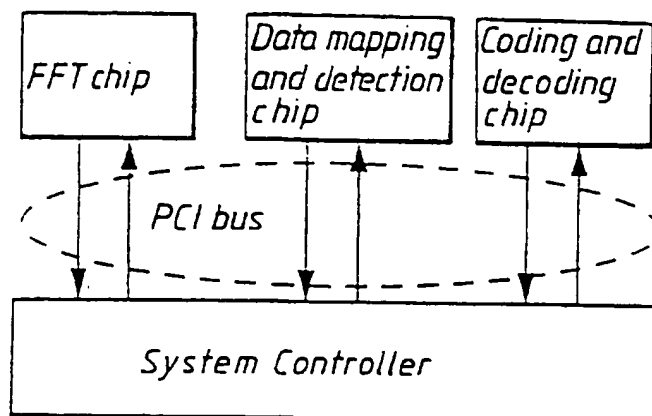 FFT chip
Data mapping
and detection
chip
Coding and
decoding
chip
PCI bus
System Controller